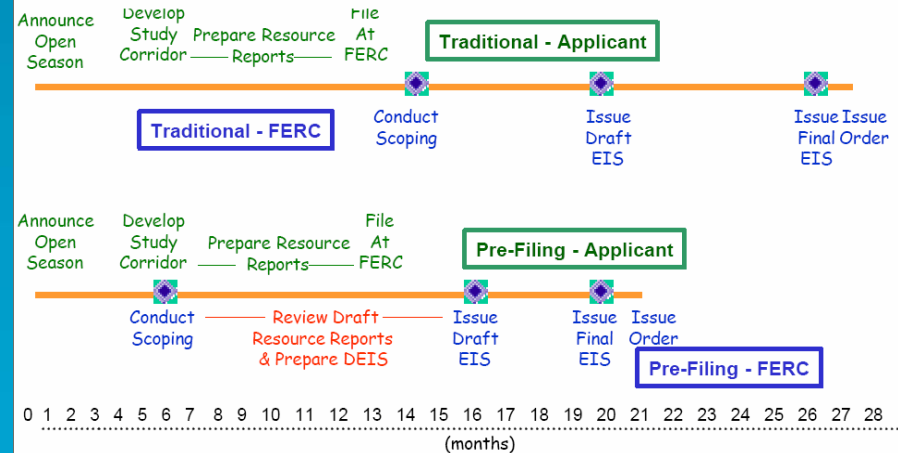 Announce
Open
Season
Develop
Study
Corridor
Prepare Resource
Reports
File
At
FERC
Traditional - Applicant
Traditional - FERC
Conduct
Scoping
Issue
Draft
EIS
Issue
Final
EIS
Issue
Order
Announce
Open
Season
Develop
Study
Corridor
Prepare Resource
Reports
File
At
FERC
Pre-Filing - Applicant
Conduct
Scoping
Review Draft
Resource Reports
& Prepare DEIS
Issue
Draft
EIS
Issue
Final
EIS
Issue
Order
Pre-Filing - FERC
0 1 2 3 4 5 6 7 8 9 10 11 12 13 14 15 16 17 18 19 20 21 22 23 24 25 26 27 28
(months)